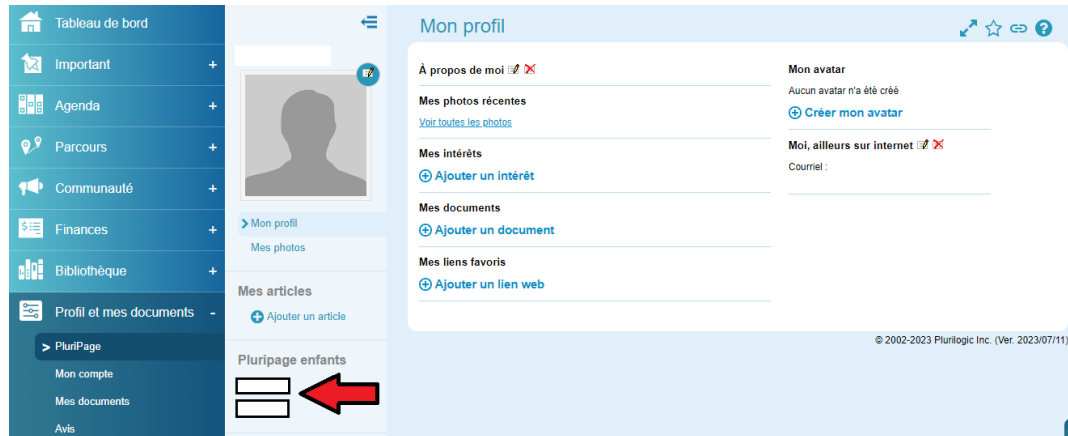 Tableau de bord
Important +
Agenda +
Parcours +
Communauté +
Finances +
Bibliothèque +
Profil et mes documents -
> PluriPage
Mon compte
Mes documents
Avis
Mon profil
Mes photos
Mes articles
Ajouter un article
Pluripage enfants
Mon profil
À propos de moi
Mes photos récentes
Voir toutes les photos
Mes intérêts
Ajouter un intérêt
Mes documents
Ajouter un document
Mes liens favoris
Ajouter un lien web
Mon avatar
Aucun avatar n'a été créé
Créer mon avatar
Moi, ailleurs sur internet
Courriel :
© 2002-2023 Plurilogic Inc. (Ver. 2023/07/11)